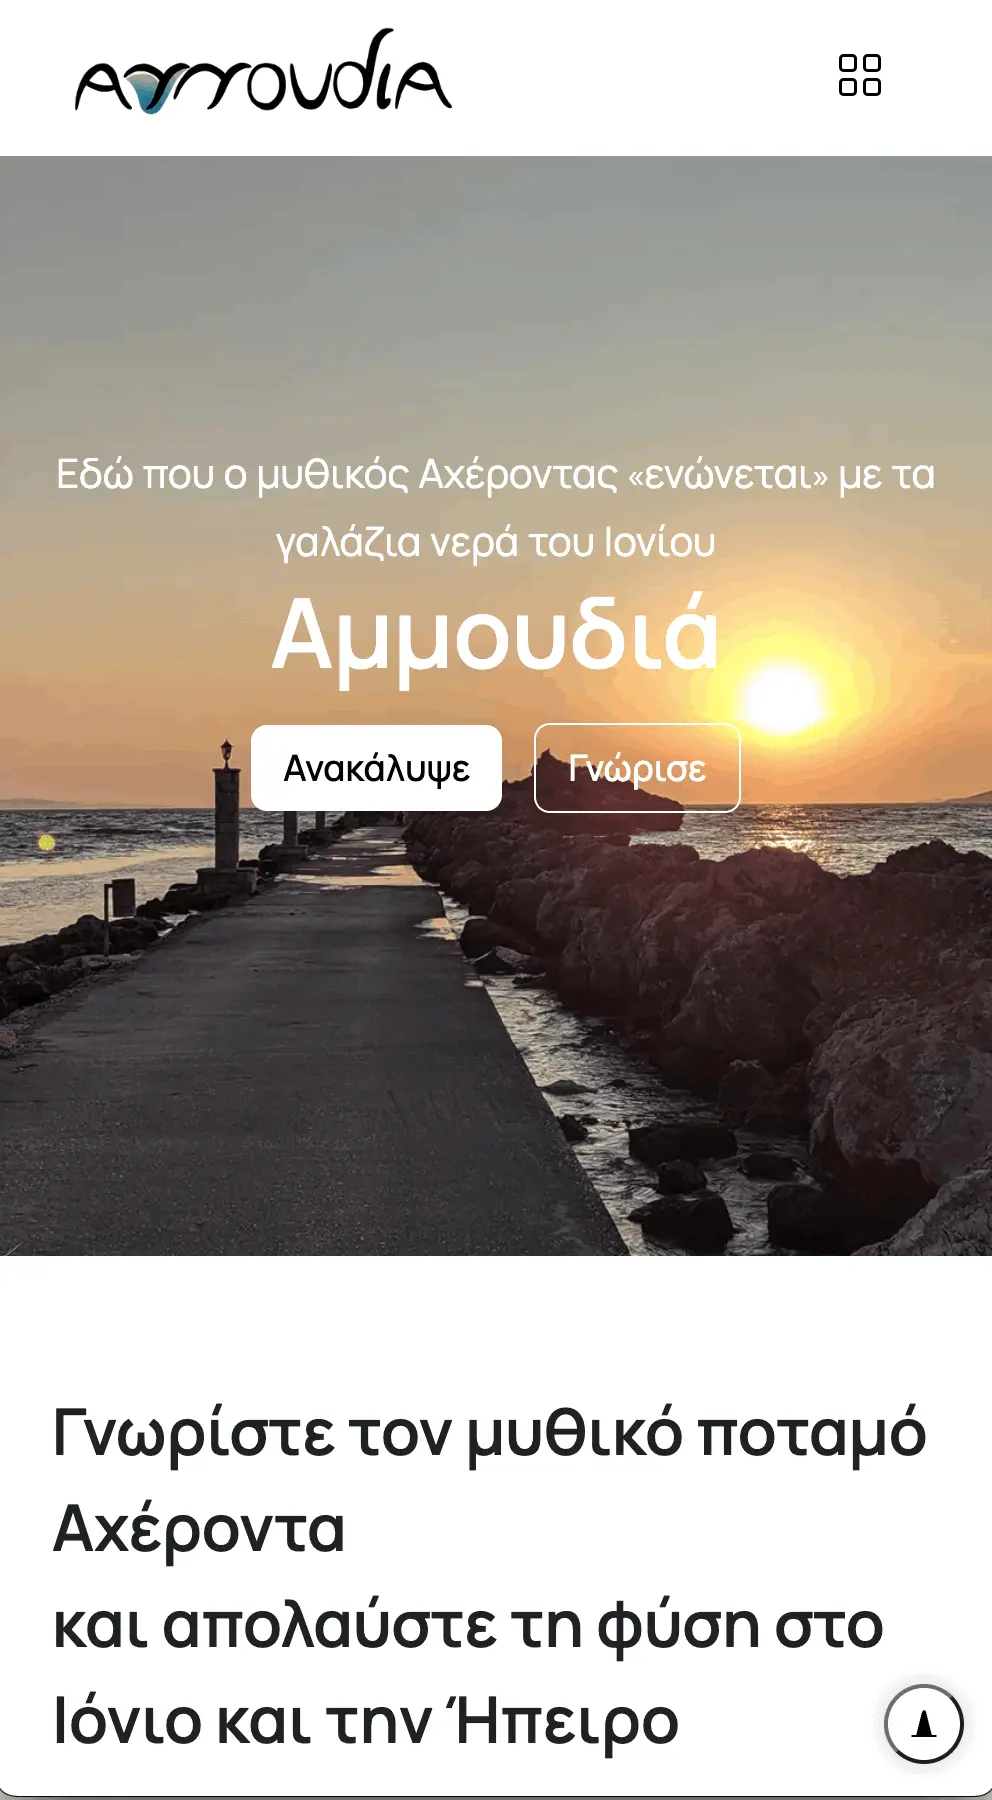 Αμμουδιά
Εδώ που ο μυθικός Αχέροντας «ενώνεται» με τα
γαλάζια νερά του Ιονίου
Αμμουδιά
Ανακάλυψε Γνώρισε
Γνωρίστε τον μυθικό ποταμό
Αχέροντα
και απολαύστε τη φύση στο
Ιόνιο και την Ήπειρο